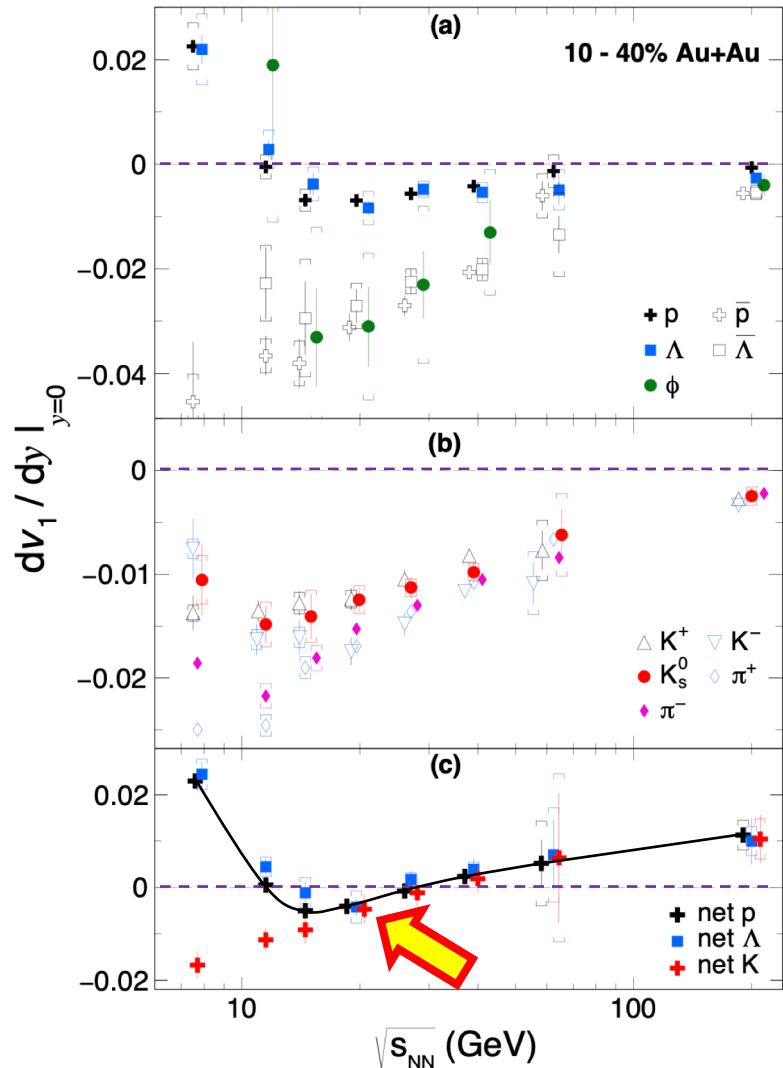 (a)
10 - 40% Au+Au
0.02
0
−0.02
−0.04
p
p̅
Λ
Λ̅
ϕ
(b)
0
−0.01
−0.02
K⁺
K⁻
K⁰ₛ
π⁺
π⁻
(c)
0.02
0
−0.02
net p
net Λ
net K
10
100
dv₁ / dy |y=0
√sNN (GeV)